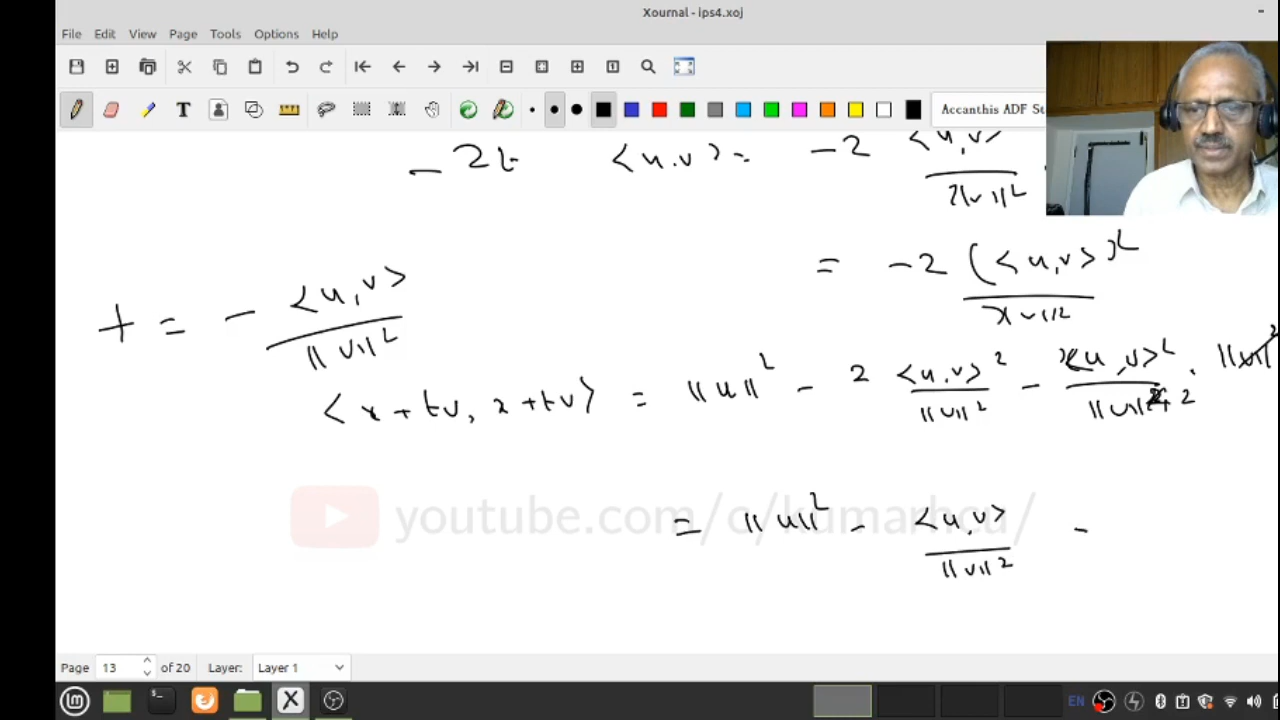 Xournal - ips4.xoj
File Edit View Page Tools Options Help
Accanthis ADF St
- 2t <u.v> = -2 <u,v> / ||v||²
= -2 (<u,v>)² / ||v||²
t = - <u,v> / ||v||²
<x + tv, x + tv> = ||u||² - 2 <u,v>² / ||v||² - <u,v>² / ||v||² · ||v||²
= ||u||² - <u,v> / ||v||² -
youtube.com/c/kumarhcu/
Page 13 of 20 Layer: Layer 1
EN